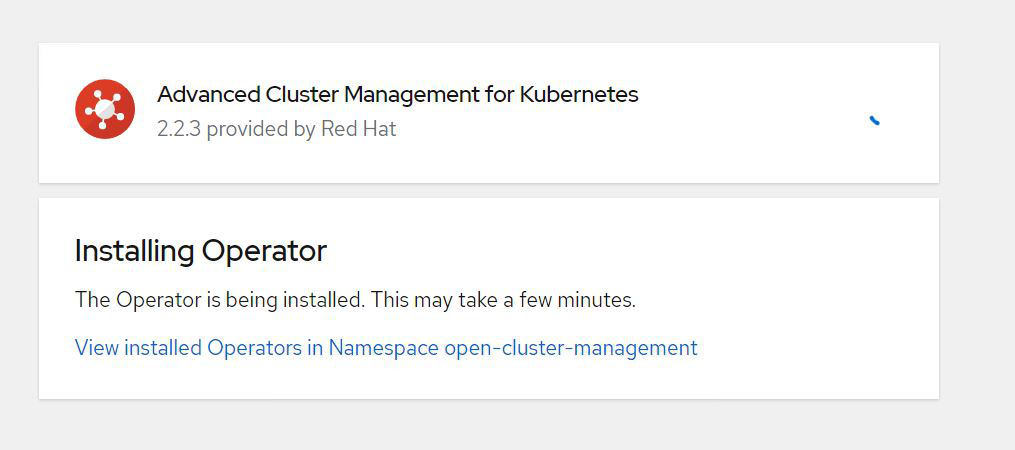 Advanced Cluster Management for Kubernetes
2.2.3 provided by Red Hat
Installing Operator
The Operator is being installed. This may take a few minutes.
View installed Operators in Namespace open-cluster-management